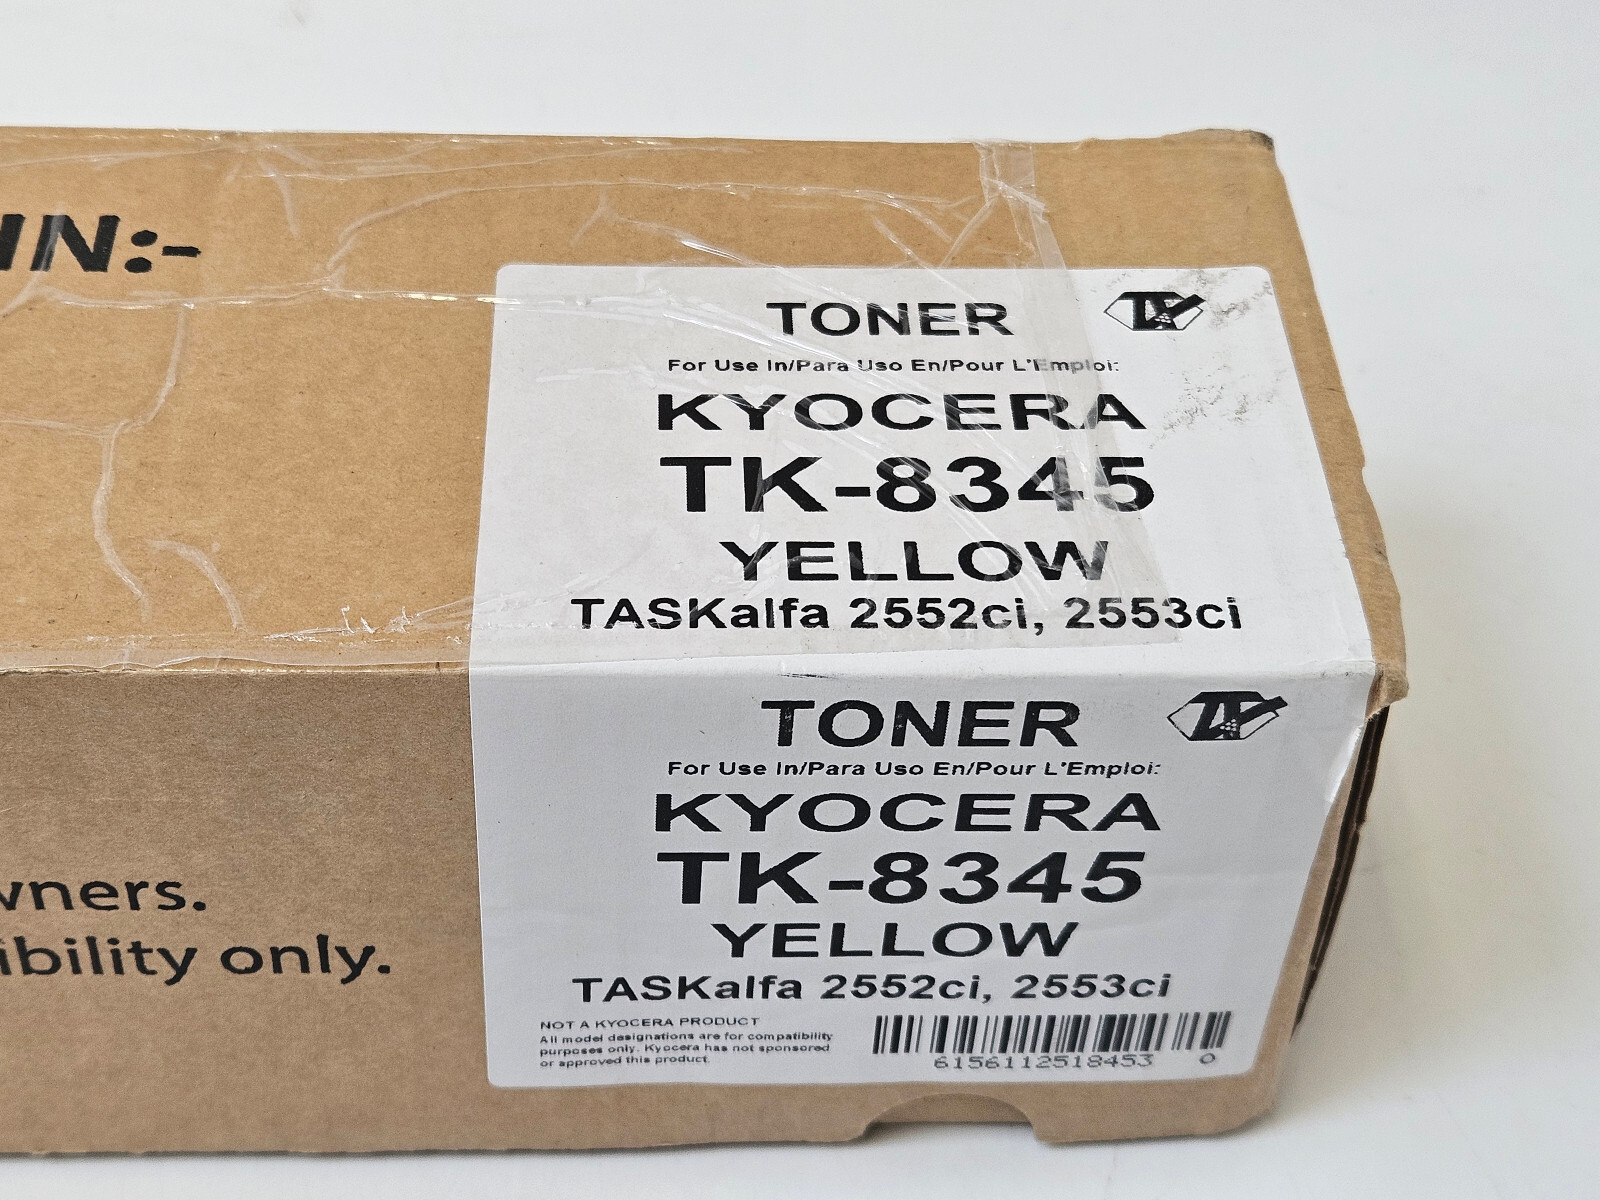 IN:-
TONER
For Use In/Para Uso En/Pour L'Emploi:
KYOCERA
TK-8345
YELLOW
TASKalfa 2552ci, 2553ci
TONER
For Use In/Para Uso En/Pour L'Emploi:
KYOCERA
TK-8345
YELLOW
TASKalfa 2552ci, 2553ci
NOT A KYOCERA PRODUCT
All model designations are for compatibility
purposes only. Kyocera has not sponsored
or approved this product.
6156112518453 0
wners.
ibility only.